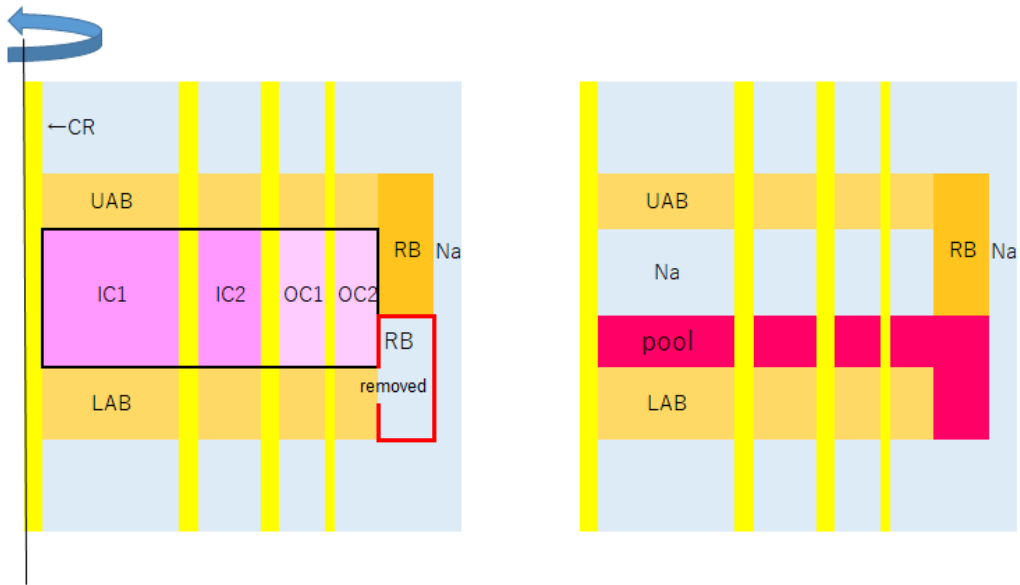 ←CR
UAB
RB
Na
IC1
IC2
OC1
OC2
RB
removed
LAB
UAB
RB
Na
Na
pool
LAB